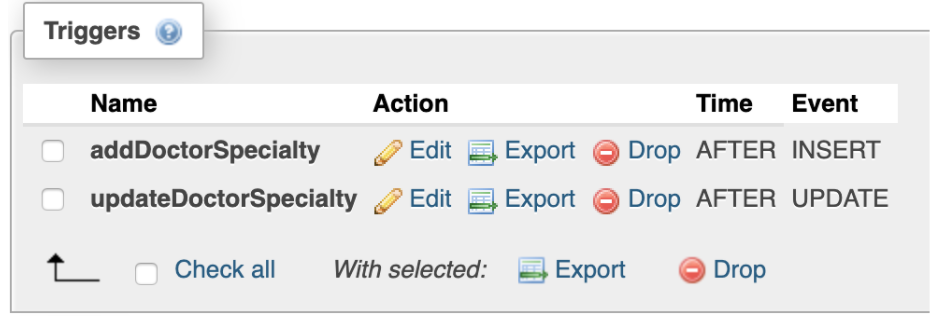 Triggers
Name Action Time Event
addDoctorSpecialty Edit Export Drop AFTER INSERT
updateDoctorSpecialty Edit Export Drop AFTER UPDATE
Check all With selected: Export Drop